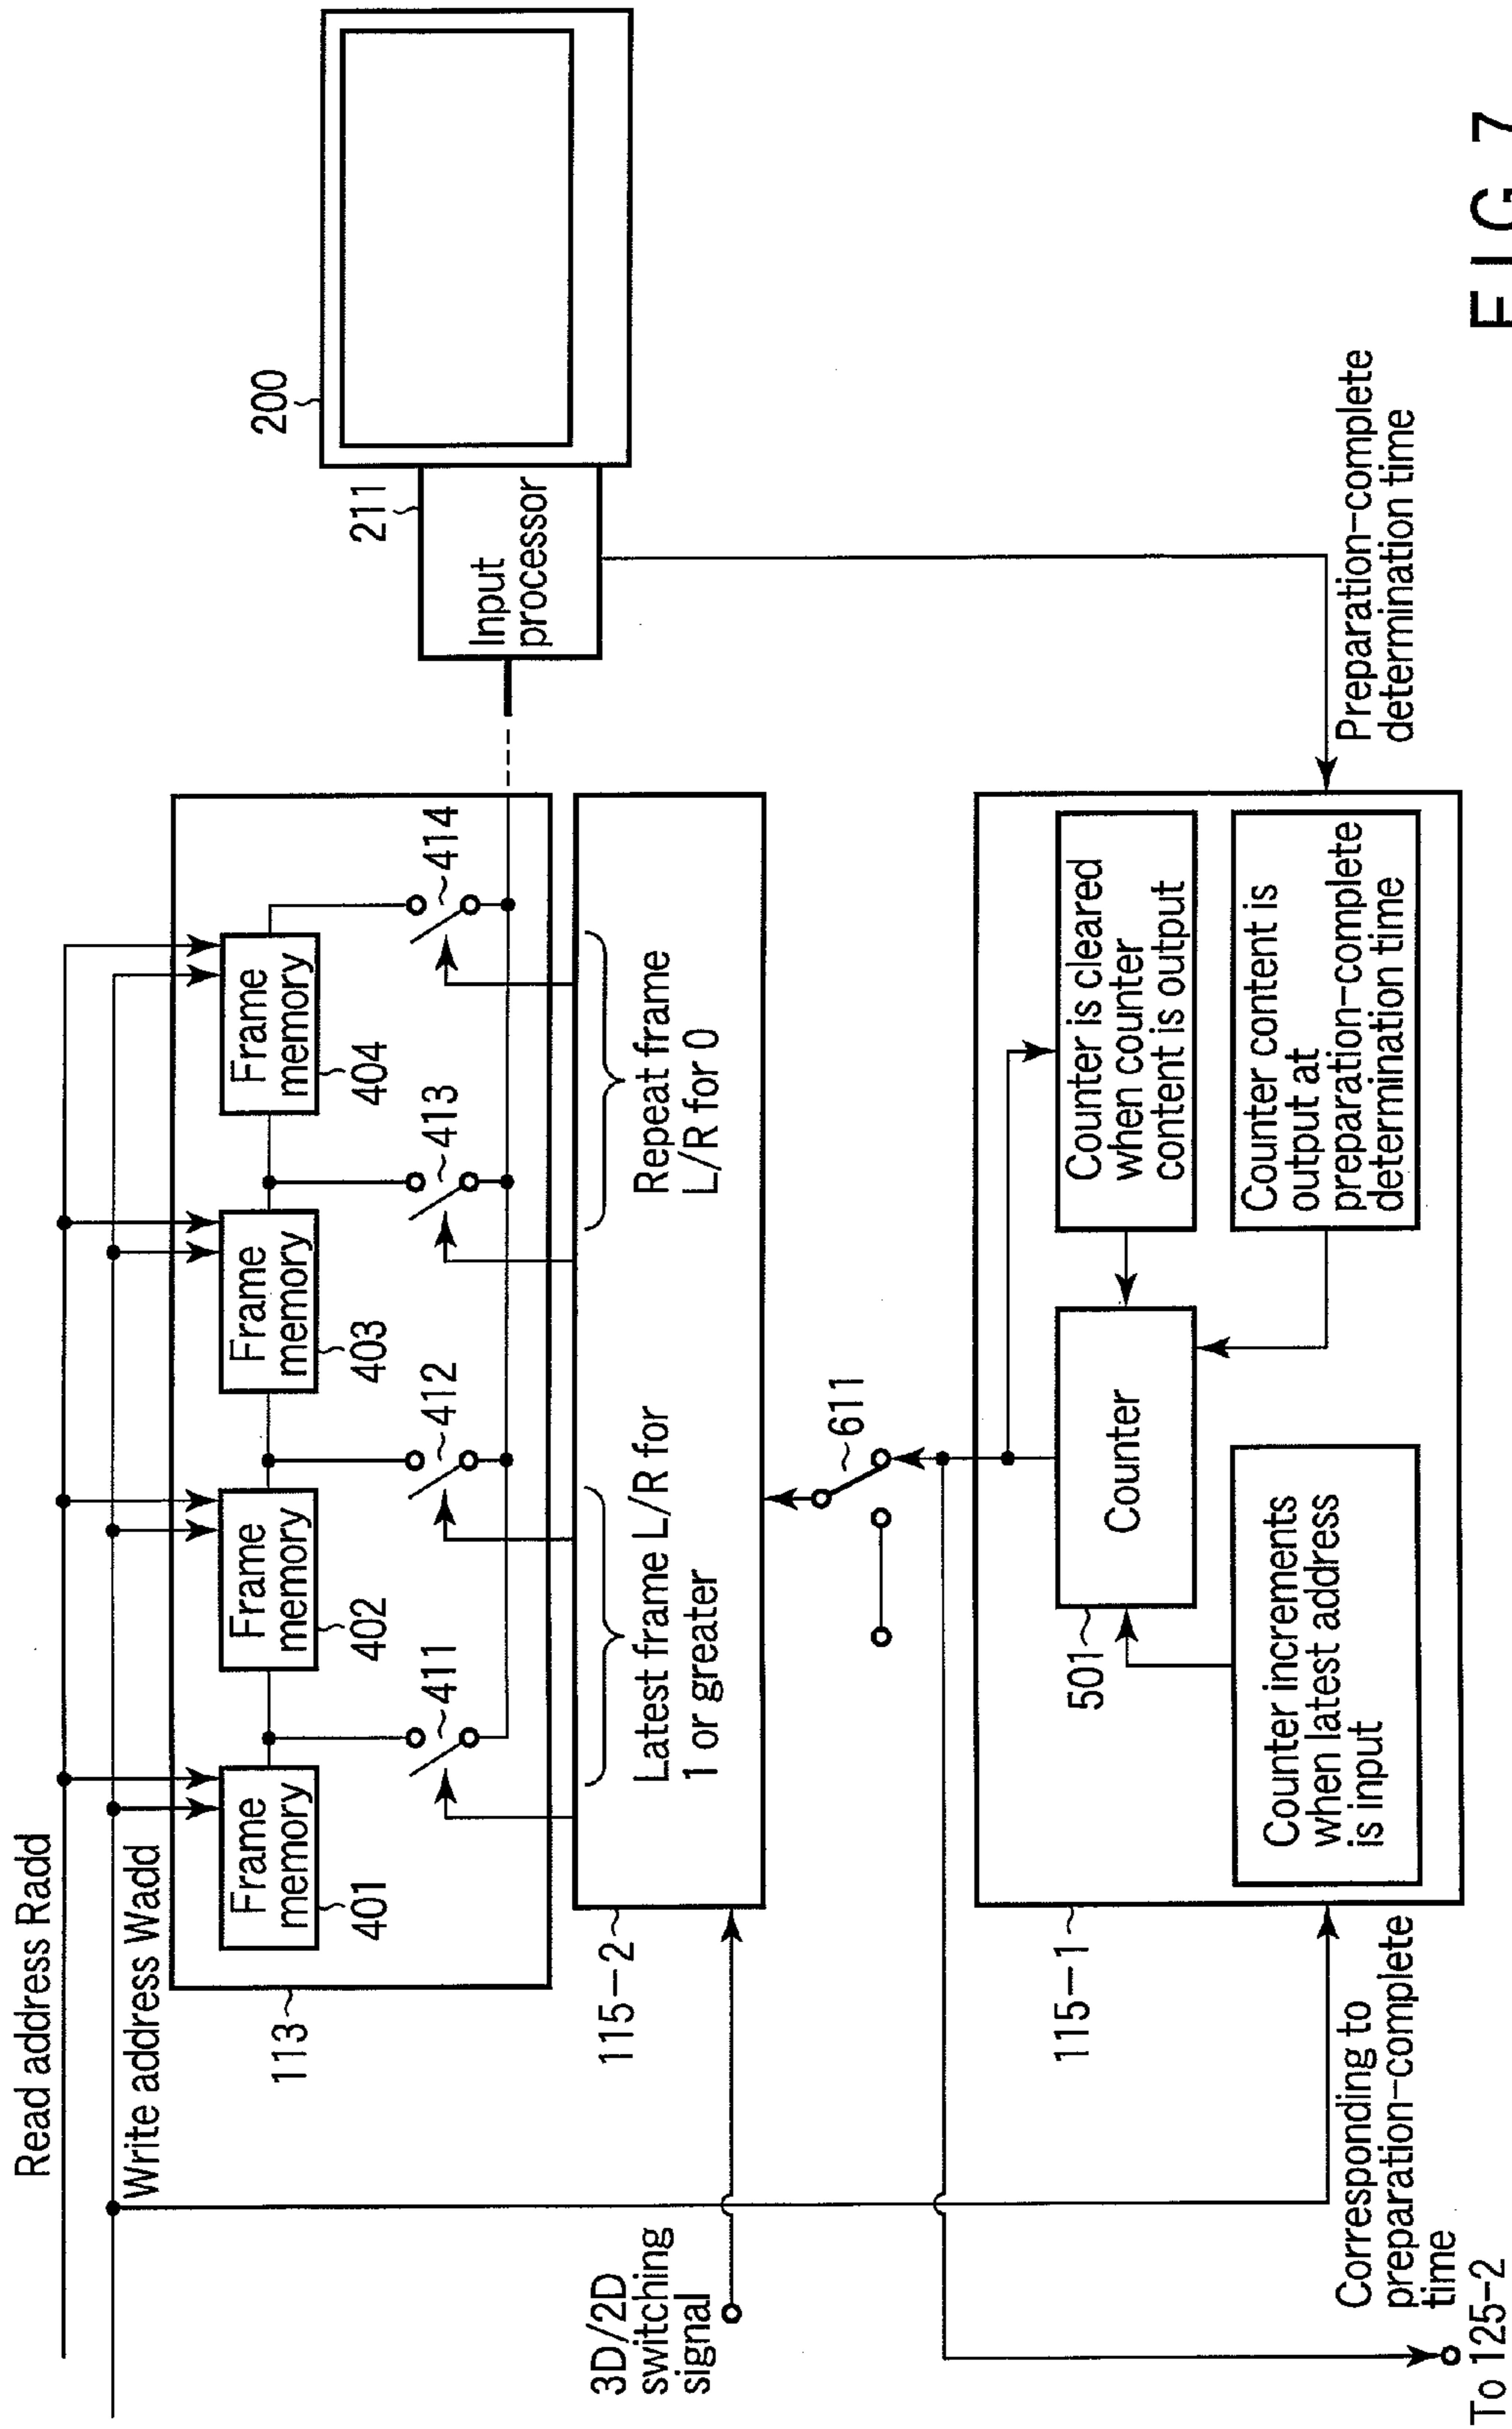 Read address Radd
Write address Wadd
113
Frame
memory
401
Frame
memory
402
Frame
memory
403
Frame
memory
404
411
412
413
414
200
211
Input
processor
3D/2D
switching
signal
115-2
Latest frame L/R for
1 or greater
Repeat frame
L/R for 0
611
115-1
501
Counter
Counter increments
when latest address
is input
Counter is cleared
when counter
content is output
Counter content is
output at
preparation-complete
determination time
Preparation-complete
determination time
Corresponding to
preparation-complete
time
To 125-2
FIG. 7